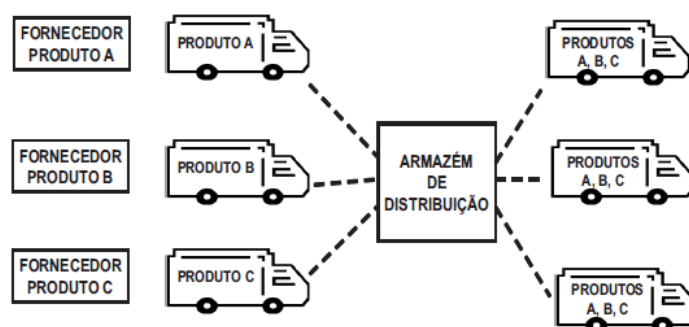 FORNECEDOR
PRODUTO A
PRODUTO A
PRODUTOS
A, B, C
FORNECEDOR
PRODUTO B
PRODUTO B
ARMAZÉM
DE
DISTRIBUIÇÃO
PRODUTOS
A, B, C
FORNECEDOR
PRODUTO C
PRODUTO C
PRODUTOS
A, B, C